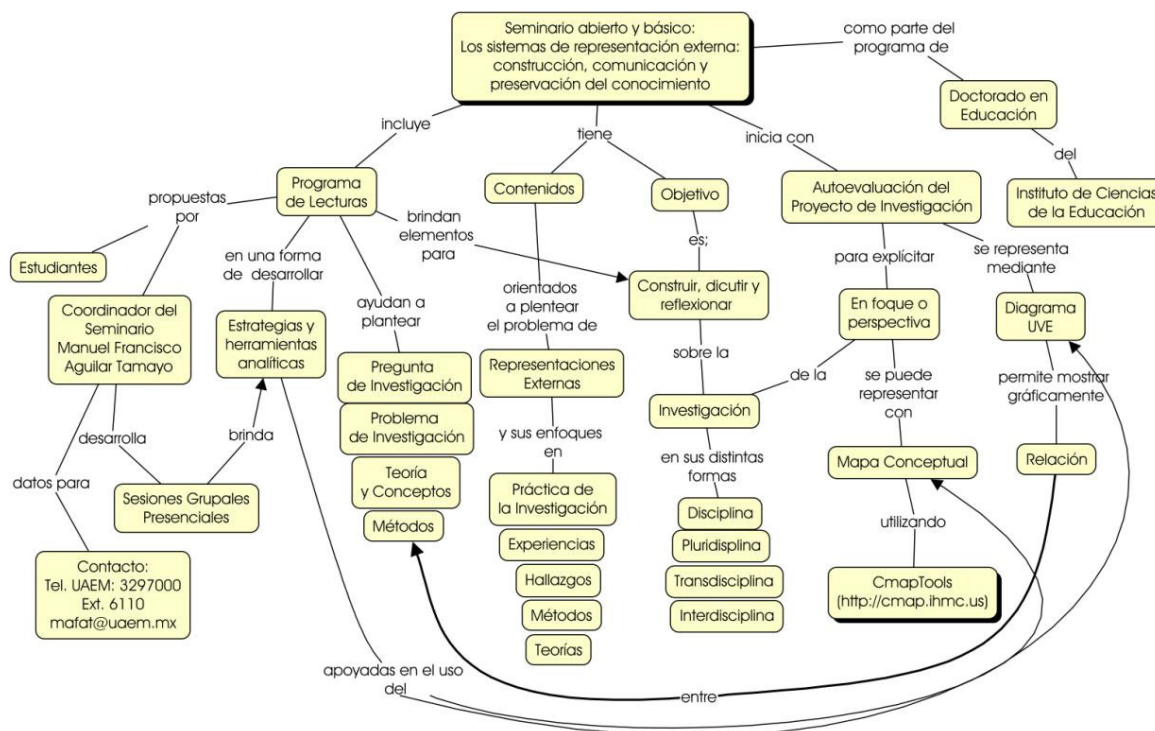 Seminario abierto y básico:
Los sistemas de representación externa:
construcción, comunicación y
preservación del conocimiento
como parte del
programa de
Doctorado en
Educación
del
Instituto de Ciencias
de la Educación
incluye
tiene
inicia con
Programa
de Lecturas
Contenidos
Objetivo
Autoevaluación del
Proyecto de Investigación
propuestas
por
Estudiantes
Coordinador del
Seminario
Manuel Francisco
Aguilar Tamayo
en una forma
de desarrollar
Estrategias y
herramientas
analíticas
brindan
elementos
para
ayudan a
plantear
Pregunta
de Investigación
Problema
de Investigación
Teoría
y Conceptos
Métodos
desarrolla
brinda
datos para
Sesiones Grupales
Presenciales
Contacto:
Tel. UAEM: 3297000
Ext. 6110
mafat@uaem.mx
orientados
a plentear
el problema de
Representaciones
Externas
y sus enfoques
en
Práctica de
la Investigación
Experiencias
Hallazgos
Métodos
Teorías
es;
Construir, dicutir y
reflexionar
sobre la
Investigación
en sus distintas
formas
Disciplina
Pluridisplina
Transdisciplina
Interdisciplina
para explícitar
En foque o
perspectiva
de la
se puede
representar
con
Mapa Conceptual
utilizando
CmapTools
(http://cmap.ihmc.us)
se representa
mediante
Diagrama
UVE
permite mostrar
gráficamente
Relación
entre
apoyadas en el uso
del